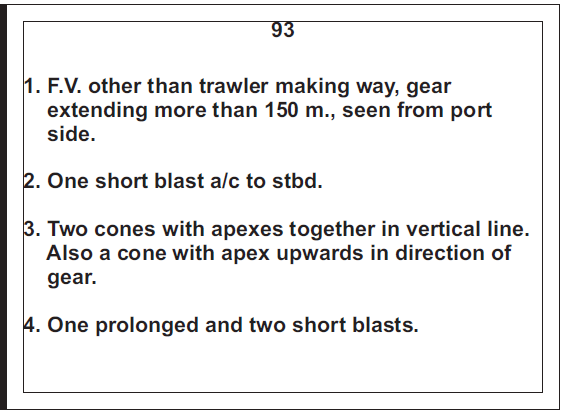 93
1. F.V. other than trawler making way, gear
extending more than 150 m., seen from port
side.
2. One short blast a/c to stbd.
3. Two cones with apexes together in vertical line.
Also a cone with apex upwards in direction of
gear.
4. One prolonged and two short blasts.